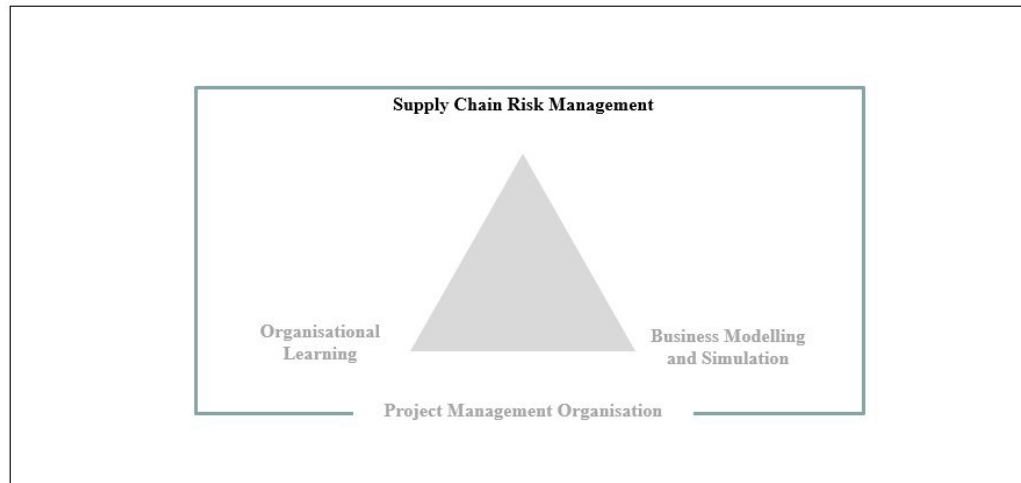 Supply Chain Risk Management
Organisational
Learning
Business Modelling
and Simulation
Project Management Organisation